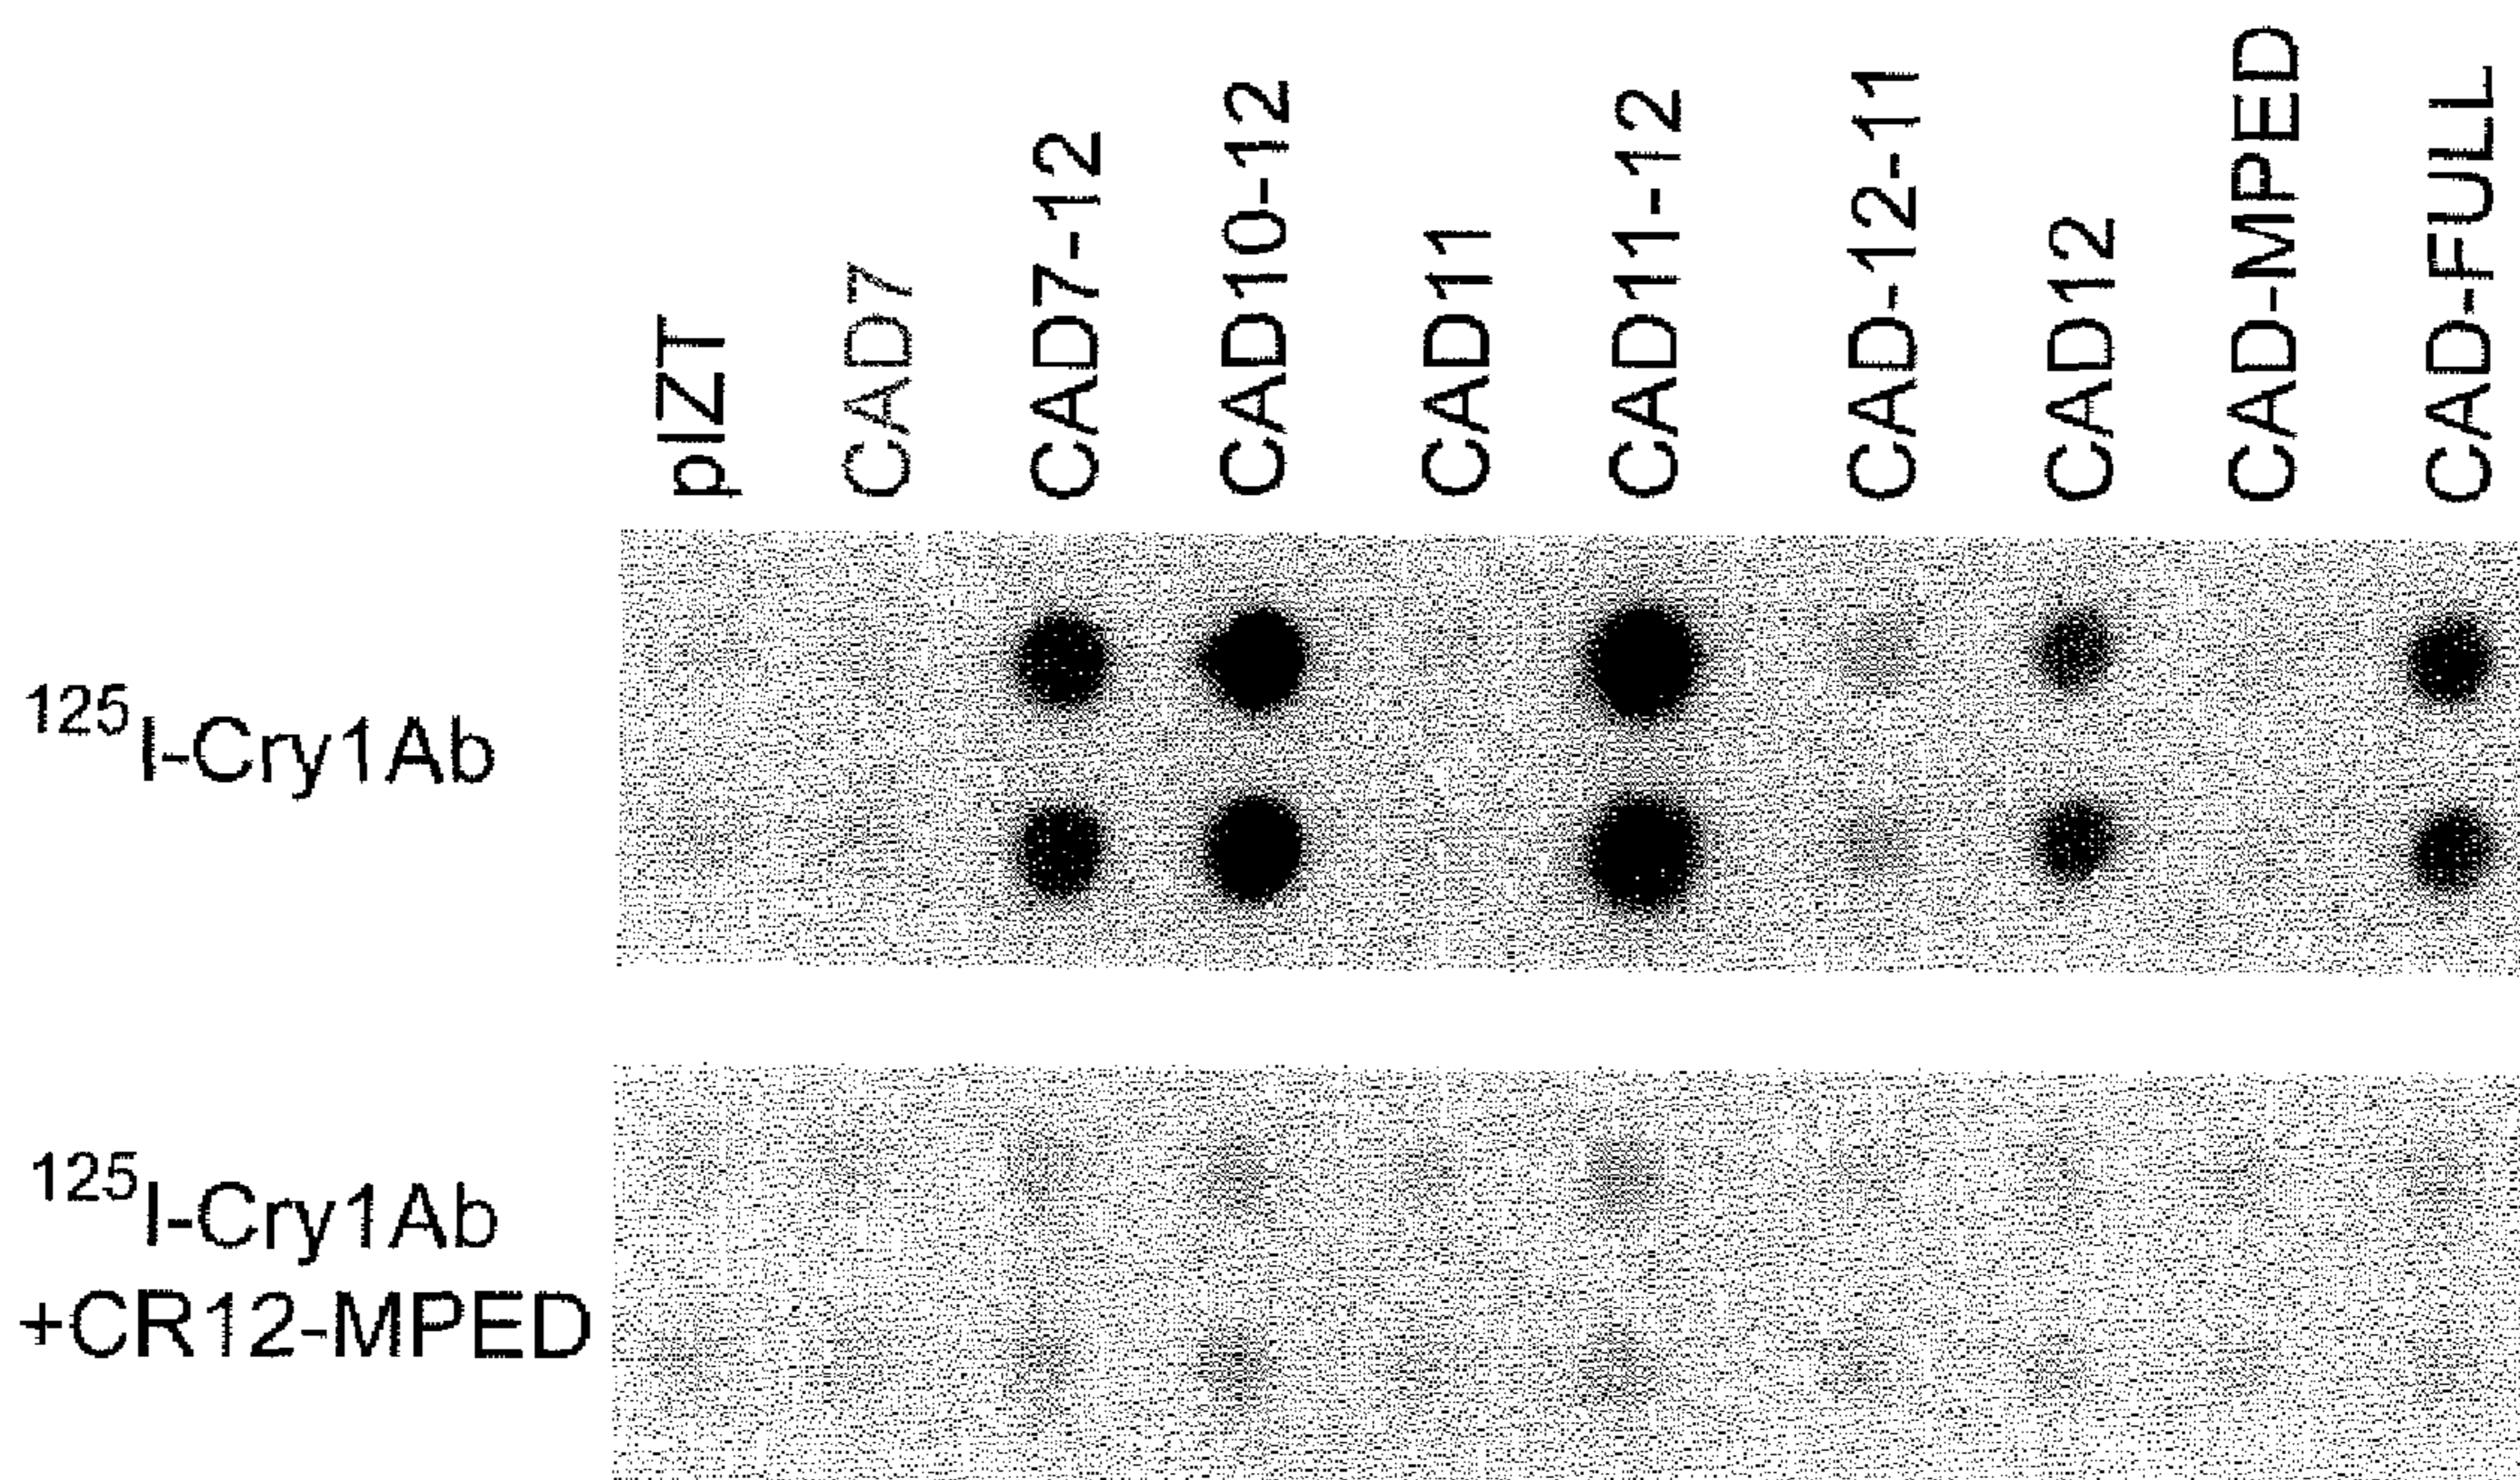 pIZT
CAD7
CAD7-12
CAD10-12
CAD11
CAD11-12
CAD-12-11
CAD12
CAD-MPED
CAD-FULL
¹²⁵I-Cry1Ab
¹²⁵I-Cry1Ab
+CR12-MPED